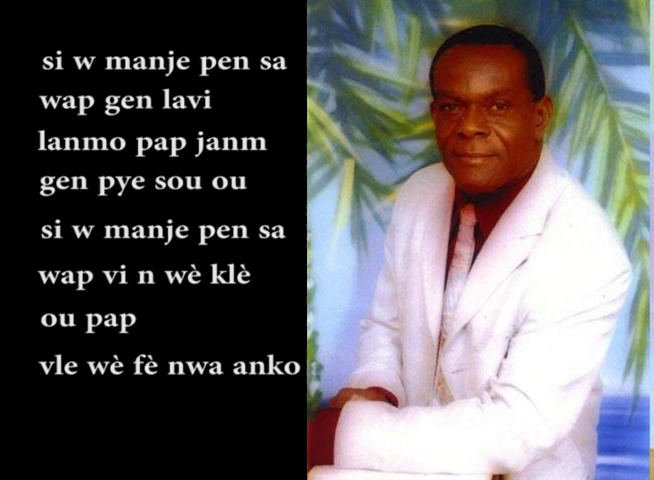 si w manje pen sa
wap gen lavi
lanmo pap janm
gen pye sou ou
si w manje pen sa
wap vi n wè klè
ou pap
vle wè fè nwa anko